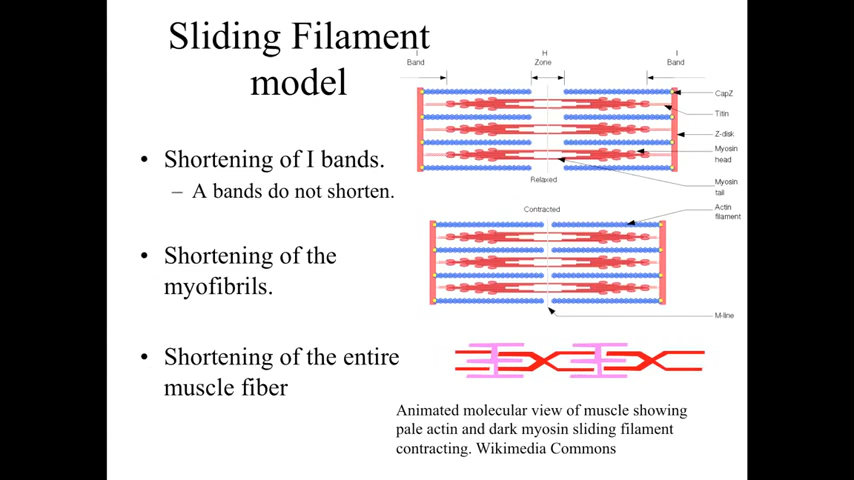 Sliding Filament
model
• Shortening of I bands.
– A bands do not shorten.
• Shortening of the
myofibrils.
• Shortening of the entire
muscle fiber
I
Band
H
Zone
I
Band
CapZ
Titin
Z-disk
Myosin
head
Myosin
tail
Relaxed
Contracted
Actin
filament
M-line
Animated molecular view of muscle showing
pale actin and dark myosin sliding filament
contracting. Wikimedia Commons